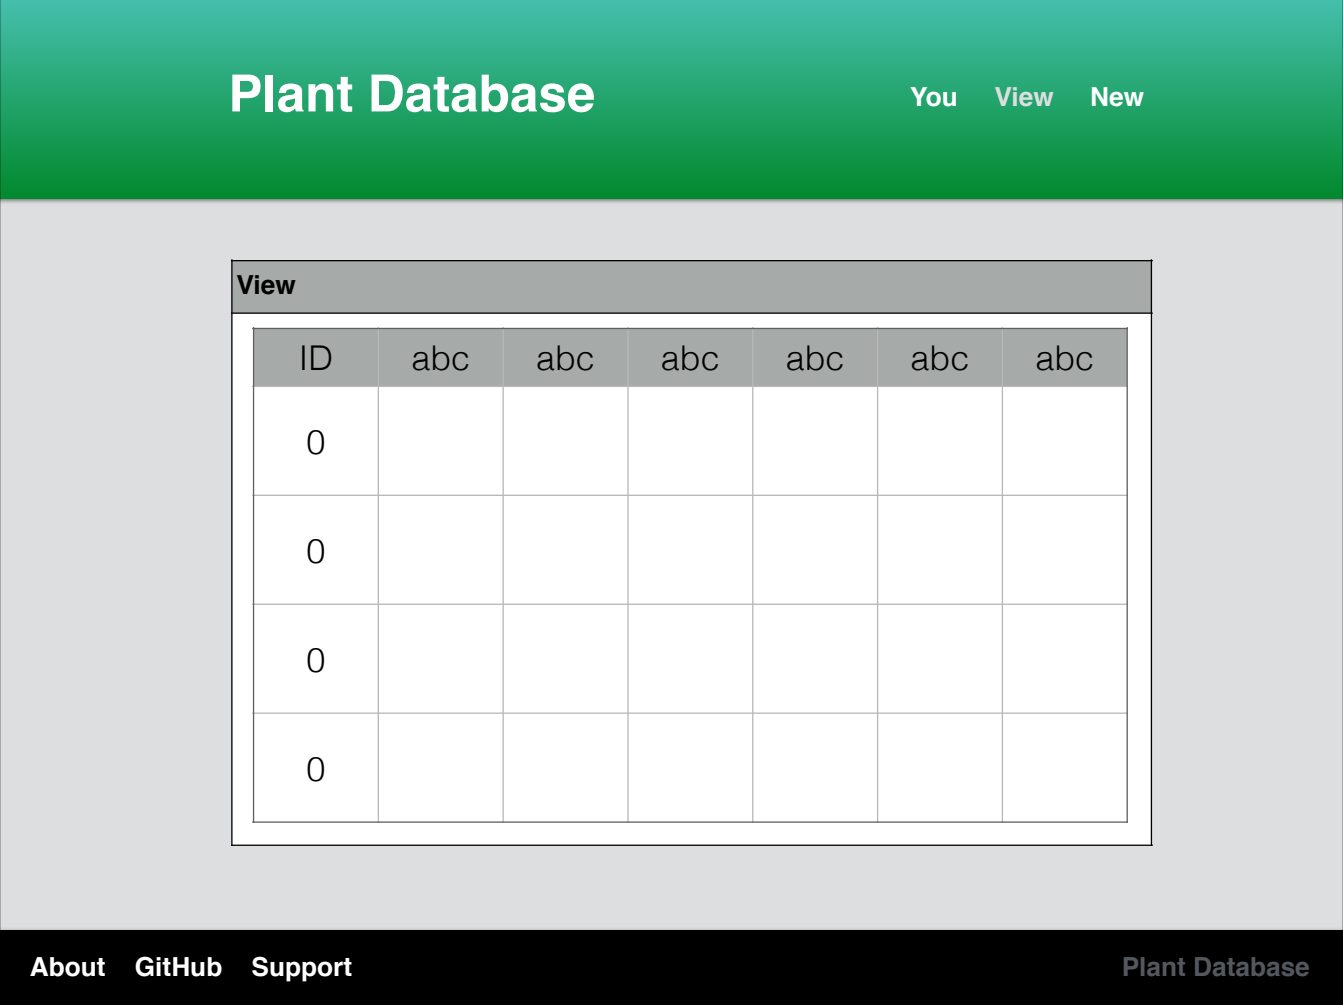 Plant Database You View New
View
ID abc abc abc abc abc abc
0
0
0
0
About GitHub Support Plant Database